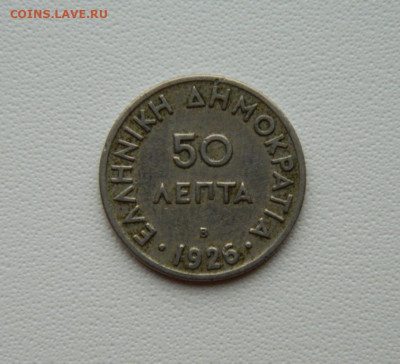 COINS.LAVE.RU
ΕΛΛΗΝΙΚΗ ΔΗΜΟΚΡΑΤΙΑ
50
ΛΕΠΤΑ
B
· 1926 ·